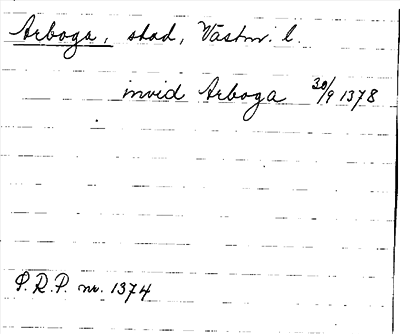 Arboga, stad, Västm. l.
invid Arboga 30/9 1378
P.R.P. nr. 1374